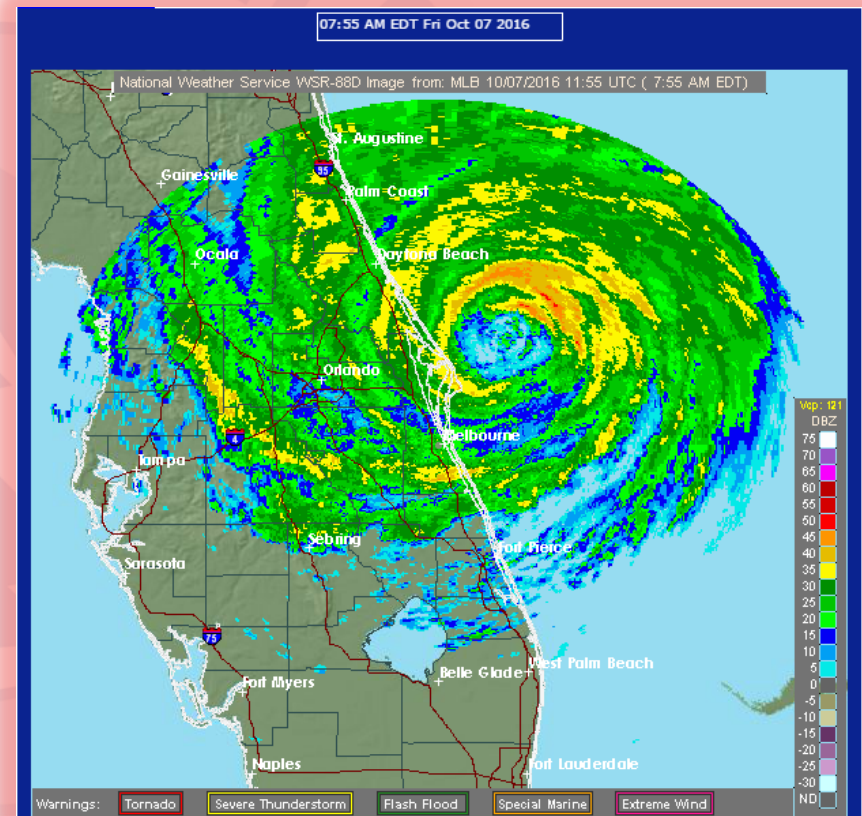 07:55 AM EDT Fri Oct 07 2016
National Weather Service WSR-88D Image from: MLB 10/07/2016 11:55 UTC ( 7:55 AM EDT)
St. Augustine
Gainesville
95
Palm Coast
Ocala
Daytona Beach
Orlando
4
Melbourne
Tampa
Sebring
Fort Pierce
Sarasota
75
West Palm Beach
Belle Glade
Fort Myers
Naples
Fort Lauderdale
Vcp: 121
DBZ
75
70
65
60
55
50
45
40
35
30
25
20
15
10
5
0
-5
-10
-15
-20
-25
-30
ND
Warnings: Tornado Severe Thunderstorm Flash Flood Special Marine Extreme Wind